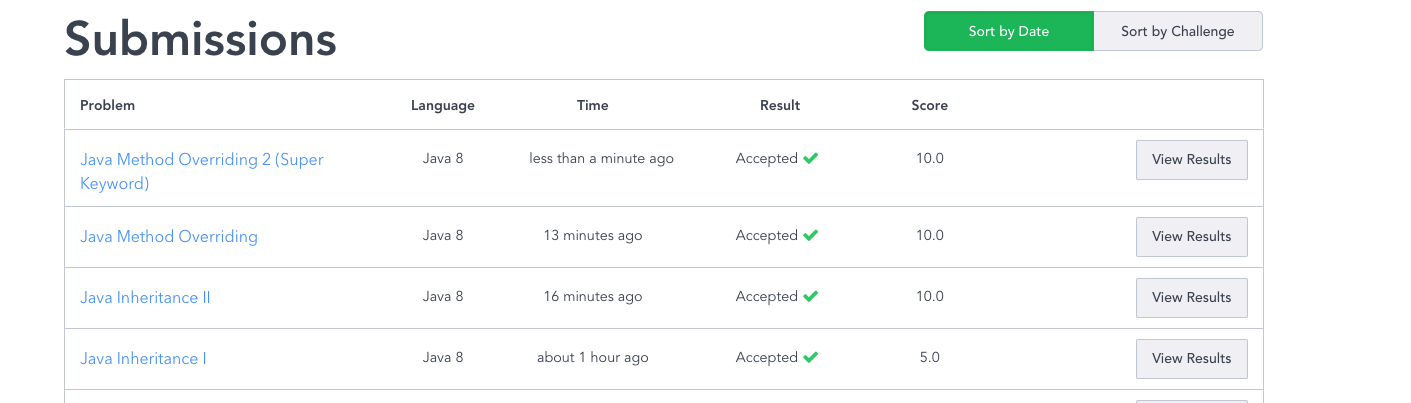 Submissions
Sort by Date Sort by Challenge
Problem Language Time Result Score
Java Method Overriding 2 (Super Java 8 less than a minute ago Accepted 10.0 View Results
Keyword)
Java Method Overriding Java 8 13 minutes ago Accepted 10.0 View Results
Java Inheritance II Java 8 16 minutes ago Accepted 10.0 View Results
Java Inheritance I Java 8 about 1 hour ago Accepted 5.0 View Results